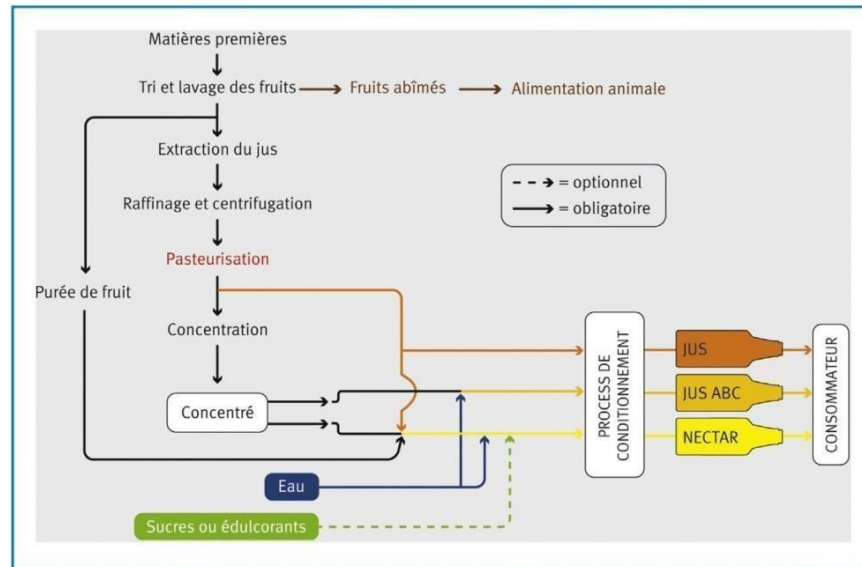 Matières premières
Tri et lavage des fruits
Fruits abîmés
Alimentation animale
Extraction du jus
Raffinage et centrifugation
= optionnel
= obligatoire
Pasteurisation
Purée de fruit
Concentration
Concentré
PROCESS DE
CONDITIONNEMENT
JUS
JUS ABC
NECTAR
CONSOMMATEUR
Eau
Sucres ou édulcorants